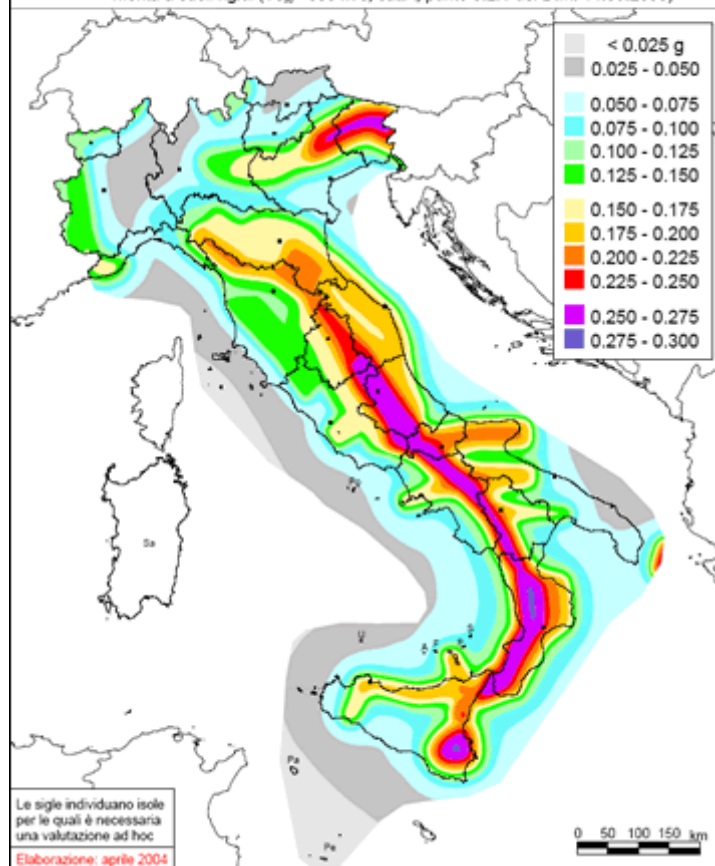 < 0.025 g
0.025 - 0.050
0.050 - 0.075
0.075 - 0.100
0.100 - 0.125
0.125 - 0.150
0.150 - 0.175
0.175 - 0.200
0.200 - 0.225
0.225 - 0.250
0.250 - 0.275
0.275 - 0.300
Sa
U
Pa
Pe
Le sigle individuano isole
per le quali è necessaria
una valutazione ad hoc
Elaborazione: aprile 2004
0 50 100 150 km